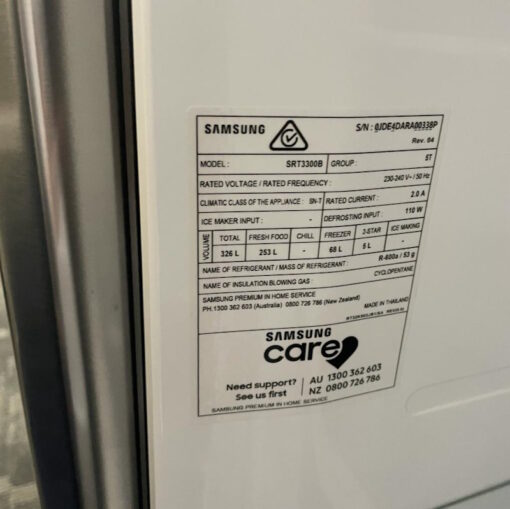 SAMSUNG S/N : 0JDE4DARA00338P
Rev. 04
MODEL : SRT3300B GROUP : ST
RATED VOLTAGE / RATED FREQUENCY : 230-240 V~ / 50 Hz
CLIMATIC CLASS OF THE APPLIANCE : SN-T RATED CURRENT : 2.0 A
ICE MAKER INPUT : - DEFROSTING INPUT : 110 W
VOLUME TOTAL FRESH FOOD CHILL FREEZER 2-STAR ICE MAKING
326 L 253 L - 68 L 5 L -
NAME OF REFRIGERANT / MASS OF REFRIGERANT : R-600a / 53 g
NAME OF INSULATION BLOWING GAS : CYCLOPENTANE
SAMSUNG PREMIUM IN HOME SERVICE
PH:1300 362 603 (Australia) 0800 726 786 (New Zealand) MADE IN THAILAND
SAMSUNG
care
Need support? AU 1300 362 603
See us first NZ 0800 726 786
SAMSUNG PREMIUM IN HOME SERVICE